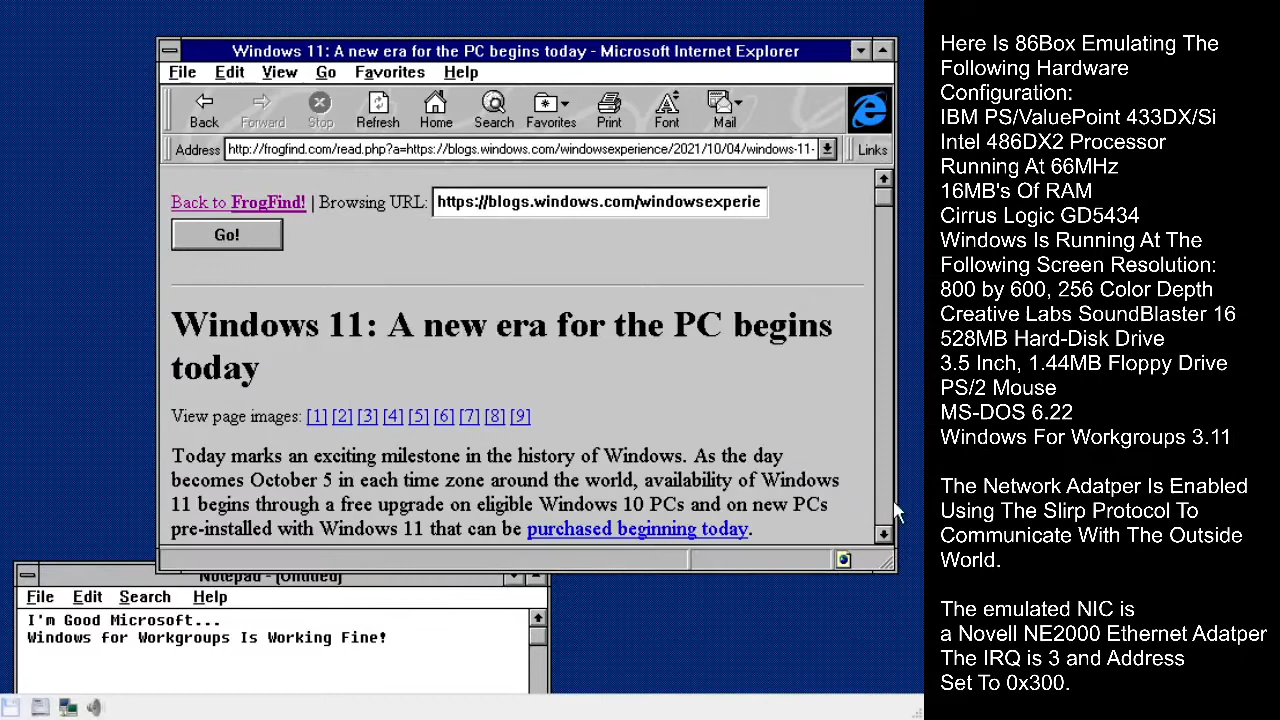 Windows 11: A new era for the PC begins today - Microsoft Internet Explorer
File Edit View Go Favorites Help
Back Forward Stop Refresh Home Search Favorites Print Font Mail
Address http://frogfind.com/read.php?a=https://blogs.windows.com/windowsexperience/2021/10/04/windows-11- Links
Back to FrogFind! | Browsing URL: https://blogs.windows.com/windowsexperie
Go!
Windows 11: A new era for the PC begins
today
View page images: [1] [2] [3] [4] [5] [6] [7] [8] [9]
Today marks an exciting milestone in the history of Windows. As the day
becomes October 5 in each time zone around the world, availability of Windows
11 begins through a free upgrade on eligible Windows 10 PCs and on new PCs
pre-installed with Windows 11 that can be purchased beginning today.
Notepad - (Untitled)
File Edit Search Help
I'm Good Microsoft...
Windows for Workgroups Is Working Fine!
Here Is 86Box Emulating The
Following Hardware
Configuration:
IBM PS/ValuePoint 433DX/Si
Intel 486DX2 Processor
Running At 66MHz
16MB's Of RAM
Cirrus Logic GD5434
Windows Is Running At The
Following Screen Resolution:
800 by 600, 256 Color Depth
Creative Labs SoundBlaster 16
528MB Hard-Disk Drive
3.5 Inch, 1.44MB Floppy Drive
PS/2 Mouse
MS-DOS 6.22
Windows For Workgroups 3.11
The Network Adatper Is Enabled
Using The Slirp Protocol To
Communicate With The Outside
World.
The emulated NIC is
a Novell NE2000 Ethernet Adatper
The IRQ is 3 and Address
Set To 0x300.